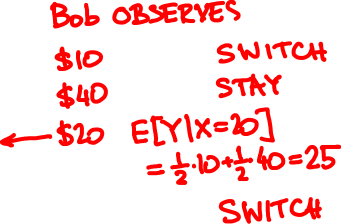 Bob OBSERVES
$10 SWITCH
$40 STAY
$20 E[Y|X=20]
= 1/2·10+1/2·40=25
SWITCH